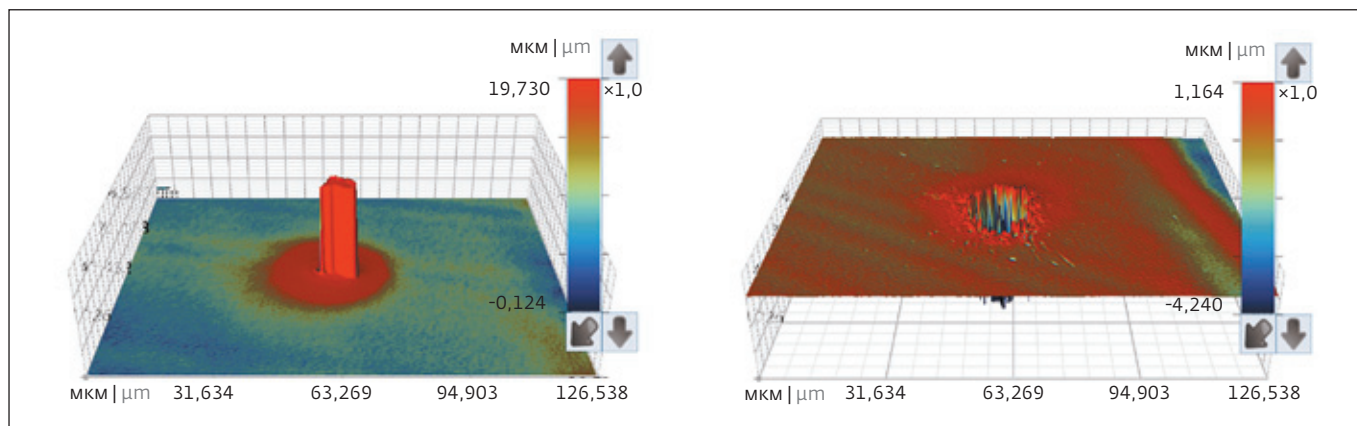 мкм | µm
19,730
×1,0
-0,124
мкм | µm 31,634 63,269 94,903 126,538
мкм | µm
1,164
×1,0
-4,240
мкм | µm 31,634 63,269 94,903 126,538